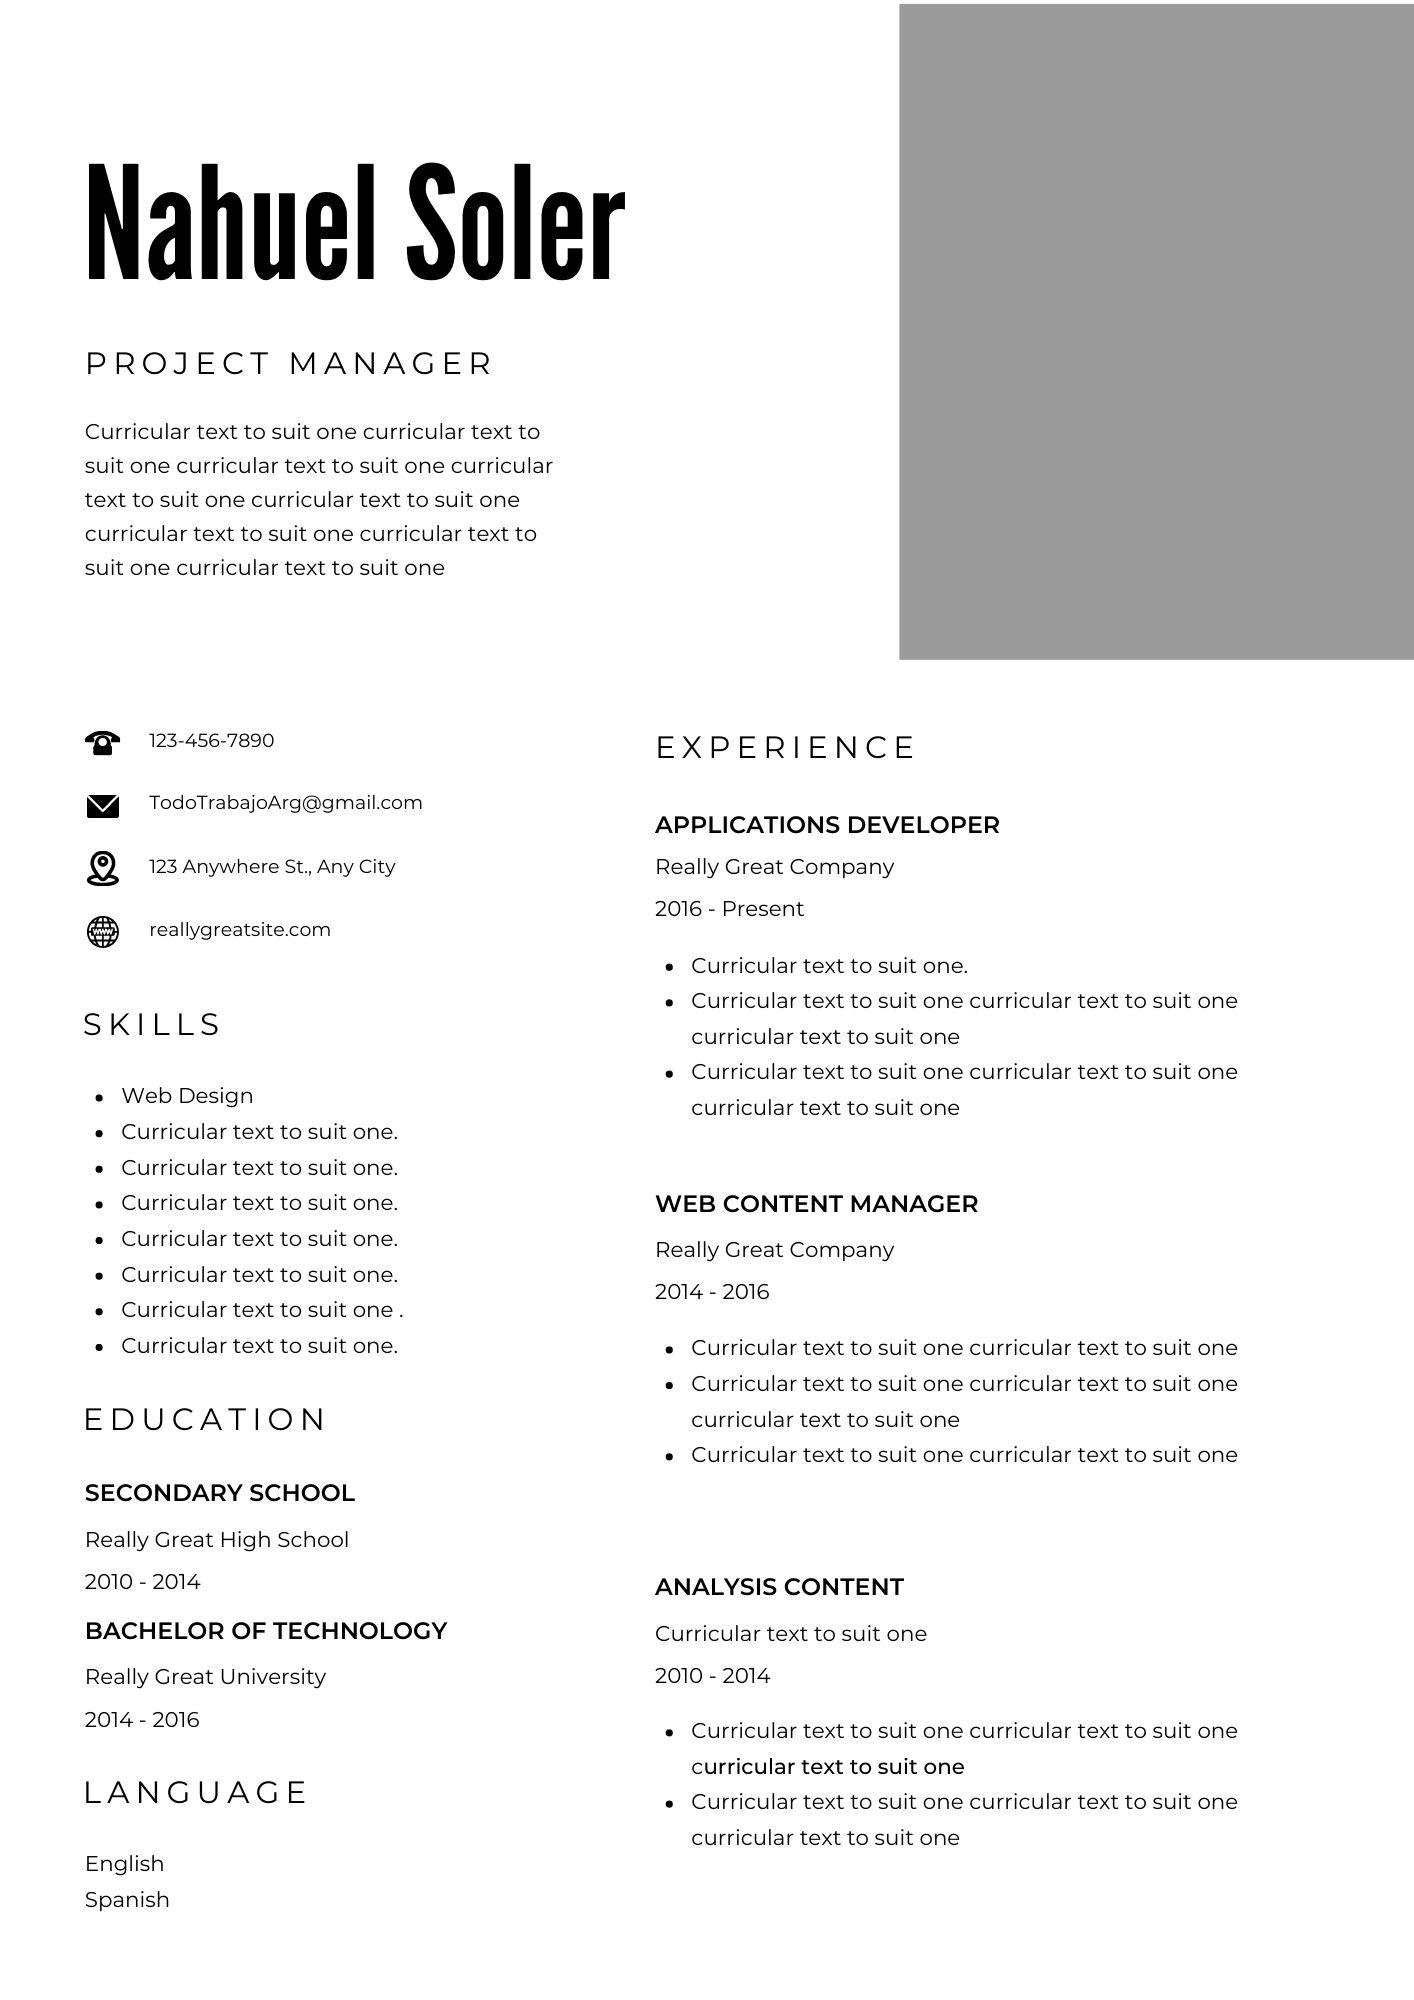 Nahuel Soler
PROJECT MANAGER
Curricular text to suit one curricular text to
suit one curricular text to suit one curricular
text to suit one curricular text to suit one
curricular text to suit one curricular text to
suit one curricular text to suit one
123-456-7890
TodoTrabajoArg@gmail.com
123 Anywhere St., Any City
reallygreatsite.com
SKILLS
• Web Design
• Curricular text to suit one.
• Curricular text to suit one.
• Curricular text to suit one.
• Curricular text to suit one.
• Curricular text to suit one.
• Curricular text to suit one .
• Curricular text to suit one.
EDUCATION
SECONDARY SCHOOL
Really Great High School
2010 - 2014
BACHELOR OF TECHNOLOGY
Really Great University
2014 - 2016
LANGUAGE
English
Spanish
EXPERIENCE
APPLICATIONS DEVELOPER
Really Great Company
2016 - Present
• Curricular text to suit one.
• Curricular text to suit one curricular text to suit one
curricular text to suit one
• Curricular text to suit one curricular text to suit one
curricular text to suit one
WEB CONTENT MANAGER
Really Great Company
2014 - 2016
• Curricular text to suit one curricular text to suit one
• Curricular text to suit one curricular text to suit one
curricular text to suit one
• Curricular text to suit one curricular text to suit one
ANALYSIS CONTENT
Curricular text to suit one
2010 - 2014
• Curricular text to suit one curricular text to suit one
curricular text to suit one
• Curricular text to suit one curricular text to suit one
curricular text to suit one